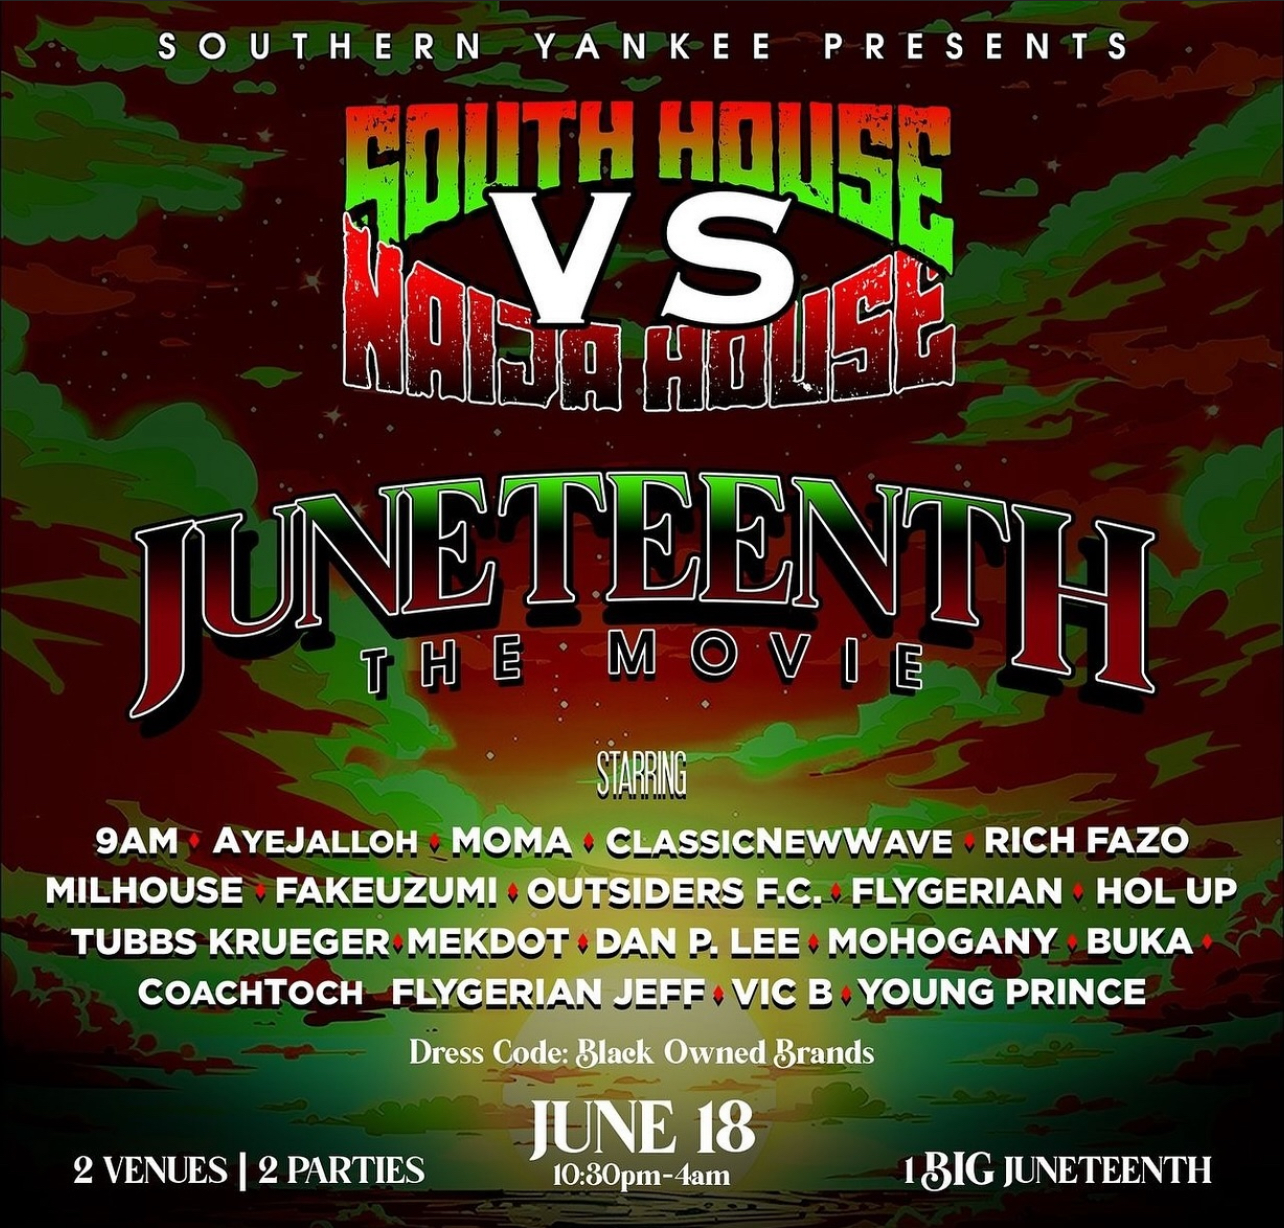 SOUTHERN YANKEE PRESENTS
SOUTH HOUSE
VS
NAIJA HOUSE
JUNETEENTH
THE MOVIE
STARRING
9AM ♦ AYEJALLOH ♦ MOMA ♦ CLASSICNEWWAVE ♦ RICH FAZO
MILHOUSE ♦ FAKEUZUMI ♦ OUTSIDERS F.C. ♦ FLYGERIAN ♦ HOL UP
TUBBS KRUEGER ♦ MEKDOT ♦ DAN P. LEE ♦ MOHOGANY ♦ BUKA ♦
COACHTOCH FLYGERIAN JEFF ♦ VIC B ♦ YOUNG PRINCE
Dress Code: Black Owned Brands
JUNE 18
10:30pm-4am
2 VENUES | 2 PARTIES
1 BIG JUNETEENTH